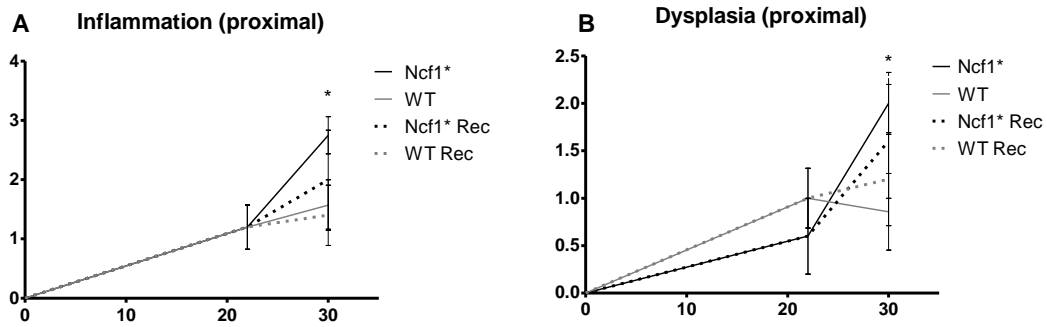 A
Inflammation (proximal)
4
3
2
1
0
0
10
20
30
*
Ncf1*
WT
Ncf1* Rec
WT Rec
B
Dysplasia (proximal)
2.5
2.0
1.5
1.0
0.5
0.0
0
10
20
30
*
Ncf1*
WT
Ncf1* Rec
WT Rec